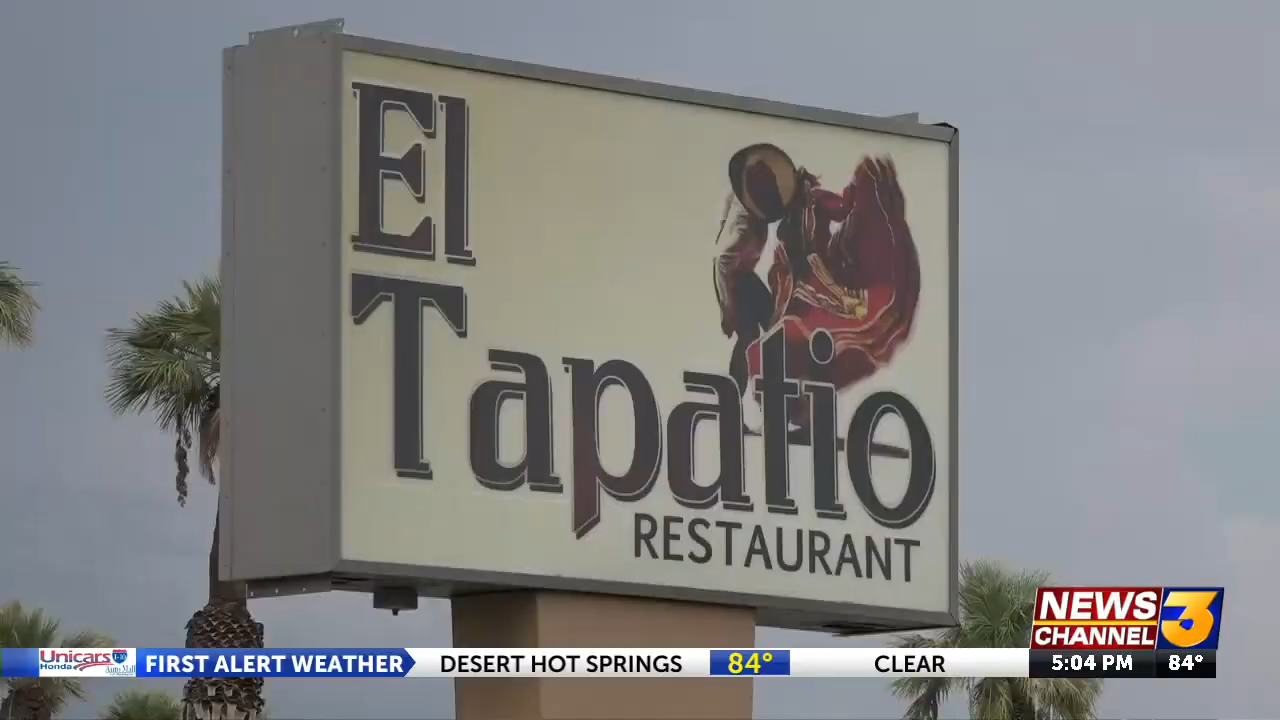 El
Tapatio
RESTAURANT
NEWS
CHANNEL 3
5:04 PM 84°
Unicars
Honda
FIRST ALERT WEATHER
DESERT HOT SPRINGS 84° CLEAR